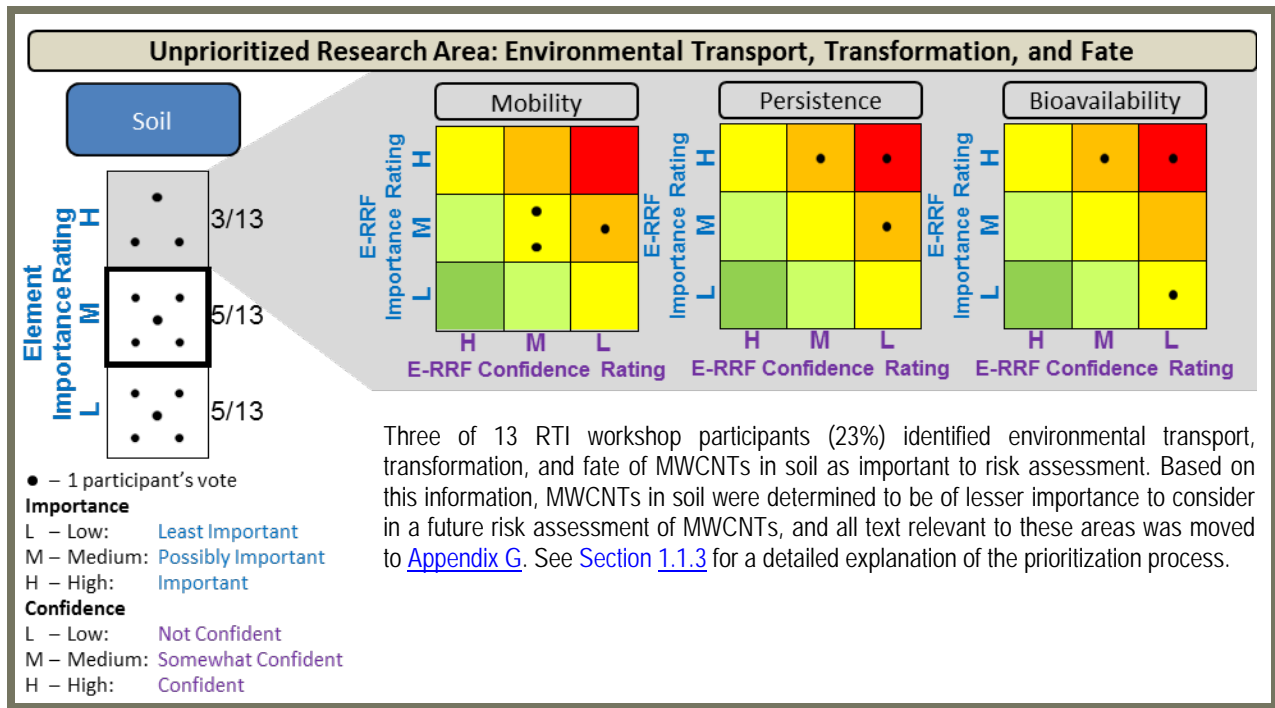 Unprioritized Research Area: Environmental Transport, Transformation, and Fate
Soil
Element
Importance Rating
H
3/13
M
5/13
L
5/13
Mobility
E-RRF
Importance Rating
H
M
L
H M L
E-RRF Confidence Rating
Persistence
E-RRF
Importance Rating
H
M
L
H M L
E-RRF Confidence Rating
Bioavailability
E-RRF
Importance Rating
H
M
L
H M L
E-RRF Confidence Rating
● – 1 participant's vote
Importance
L – Low: Least Important
M – Medium: Possibly Important
H – High: Important
Confidence
L – Low: Not Confident
M – Medium: Somewhat Confident
H – High: Confident
Three of 13 RTI workshop participants (23%) identified environmental transport,
transformation, and fate of MWCNTs in soil as important to risk assessment. Based on
this information, MWCNTs in soil were determined to be of lesser importance to consider
in a future risk assessment of MWCNTs, and all text relevant to these areas was moved
to Appendix G. See Section 1.1.3 for a detailed explanation of the prioritization process.